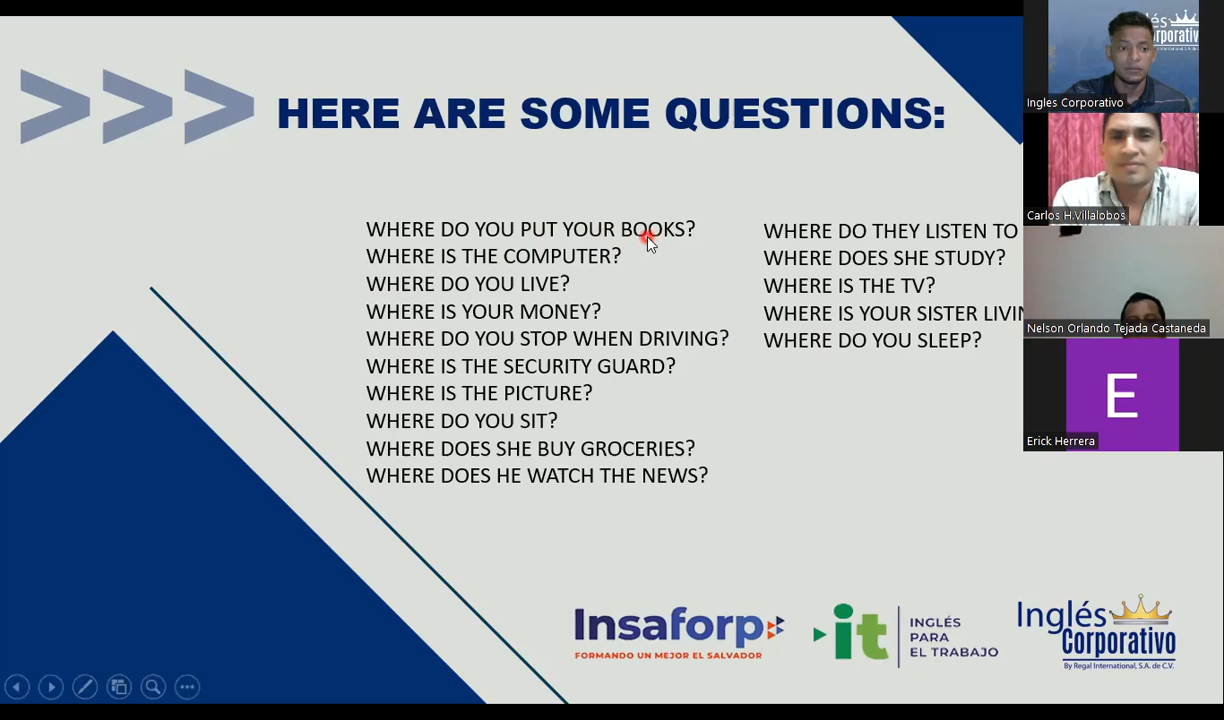 >>> HERE ARE SOME QUESTIONS:
WHERE DO YOU PUT YOUR BOOKS?
WHERE IS THE COMPUTER?
WHERE DO YOU LIVE?
WHERE IS YOUR MONEY?
WHERE DO YOU STOP WHEN DRIVING?
WHERE IS THE SECURITY GUARD?
WHERE IS THE PICTURE?
WHERE DO YOU SIT?
WHERE DOES SHE BUY GROCERIES?
WHERE DOES HE WATCH THE NEWS?
WHERE DO THEY LISTEN TO
WHERE DOES SHE STUDY?
WHERE IS THE TV?
WHERE IS YOUR SISTER
WHERE DO YOU SLEEP?
Ingles Corporativo
Carlos H.Villalobos
Nelson Orlando Tejada Castaneda
E
Erick Herrera
Insaforp
FORMANDO UN MEJOR EL SALVADOR
it
INGLÉS
PARA
EL TRABAJO
Inglés
Corporativo
By Regal International, S.A. de C.V.